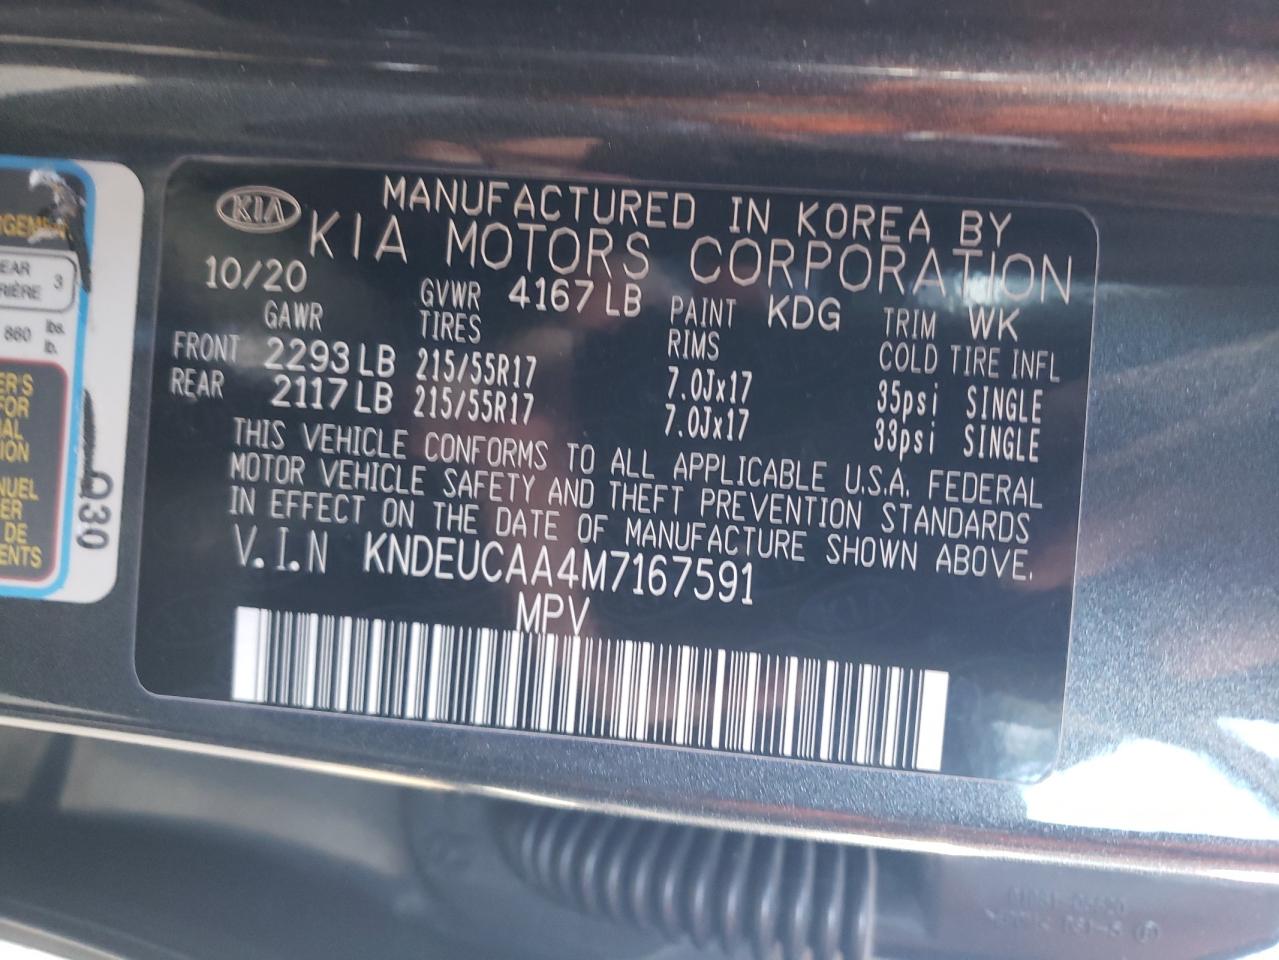 KIA
MANUFACTURED IN KOREA BY
KIA MOTORS CORPORATION
10/20 GVWR 4167 LB PAINT KDG TRIM WK
GAWR TIRES RIMS COLD TIRE INFL
FRONT 2293 LB 215/55R17 7.0Jx17 35psi SINGLE
REAR 2117 LB 215/55R17 7.0Jx17 33psi SINGLE
THIS VEHICLE CONFORMS TO ALL APPLICABLE U.S.A. FEDERAL
MOTOR VEHICLE SAFETY AND THEFT PREVENTION STANDARDS
IN EFFECT ON THE DATE OF MANUFACTURE SHOWN ABOVE.
V.I.N KNDEUCAA4M7167591
MPV
EAR 3
RIÈRE
860 lbs.
lb.
ER'S
FOR
AL
ION
NUEL
ER
DE
ENTS
Q30